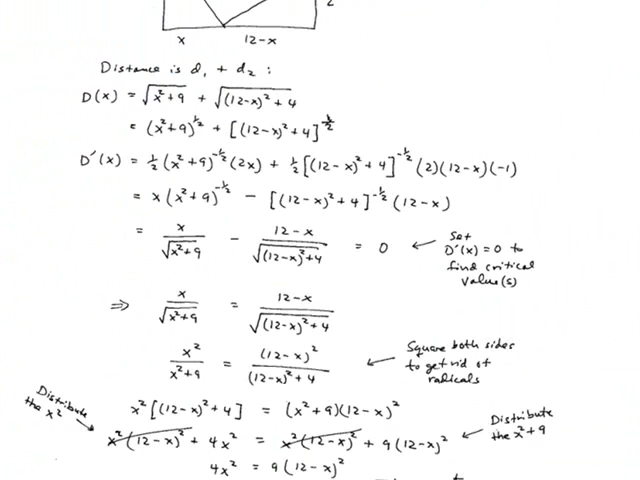 2
x 12-x
Distance is d₁ + d₂ :
D(x) = √(x²+9) + √((12-x)²+4)
= (x²+9)^½ + [(12-x)²+4]^½
D'(x) = ½(x²+9)^-½(2x) + ½[(12-x)²+4]^-½(2)(12-x)(-1)
= x(x²+9)^-½ - [(12-x)²+4]^-½(12-x)
= x/√(x²+9) - (12-x)/√((12-x)²+4) = 0 ← Set
D'(x)=0 to
find critical
value(s)
⇒ x/√(x²+9) = (12-x)/√((12-x)²+4)
x²/(x²+9) = (12-x)²/((12-x)²+4) ← Square both sides
to get rid of
radicals
Distribute
the x²
x²[(12-x)²+4] = (x²+9)(12-x)²
x²(12-x)² + 4x² = x²(12-x)² + 9(12-x)² ← Distribute
the x²+9
4x² = 9(12-x)²